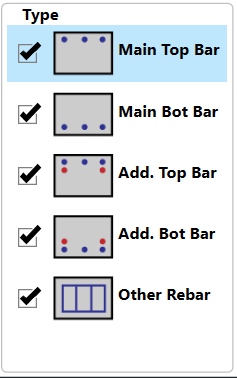 Type
Main Top Bar
Main Bot Bar
Add. Top Bar
Add. Bot Bar
Other Rebar